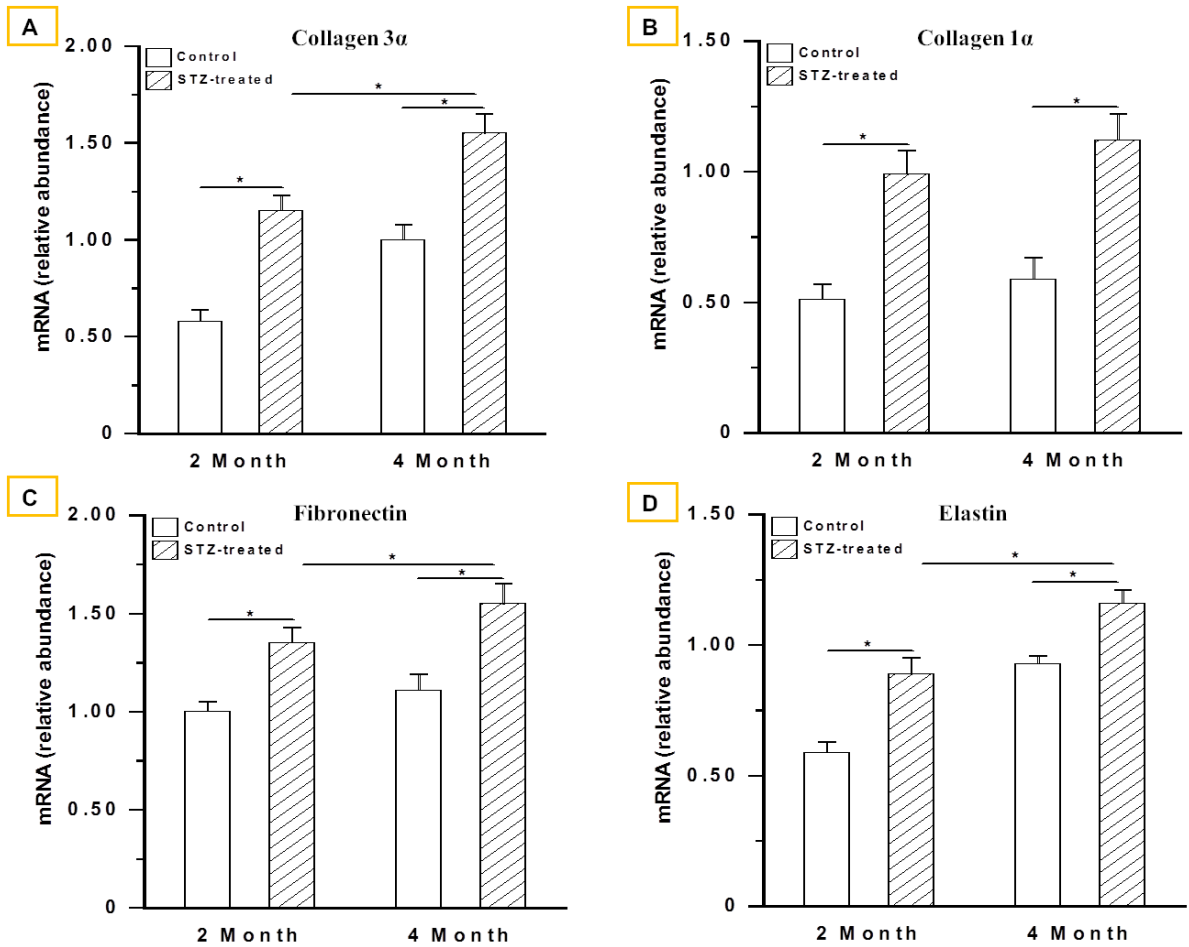 A
Collagen 3α
2.00
Control
STZ-treated
*
*
1.50
*
1.00
0.50
0
mRNA (relative abundance)
2 Month
4 Month
B
Collagen 1α
1.50
Control
STZ-treated
*
*
1.00
0.50
0
mRNA (relative abundance)
2 Month
4 Month
C
Fibronectin
2.00
Control
STZ-treated
*
*
*
1.50
1.00
0.50
0
mRNA (relative abundance)
2 Month
4 Month
D
Elastin
1.50
Control
STZ-treated
*
*
*
1.00
0.50
0
mRNA (relative abundance)
2 Month
4 Month